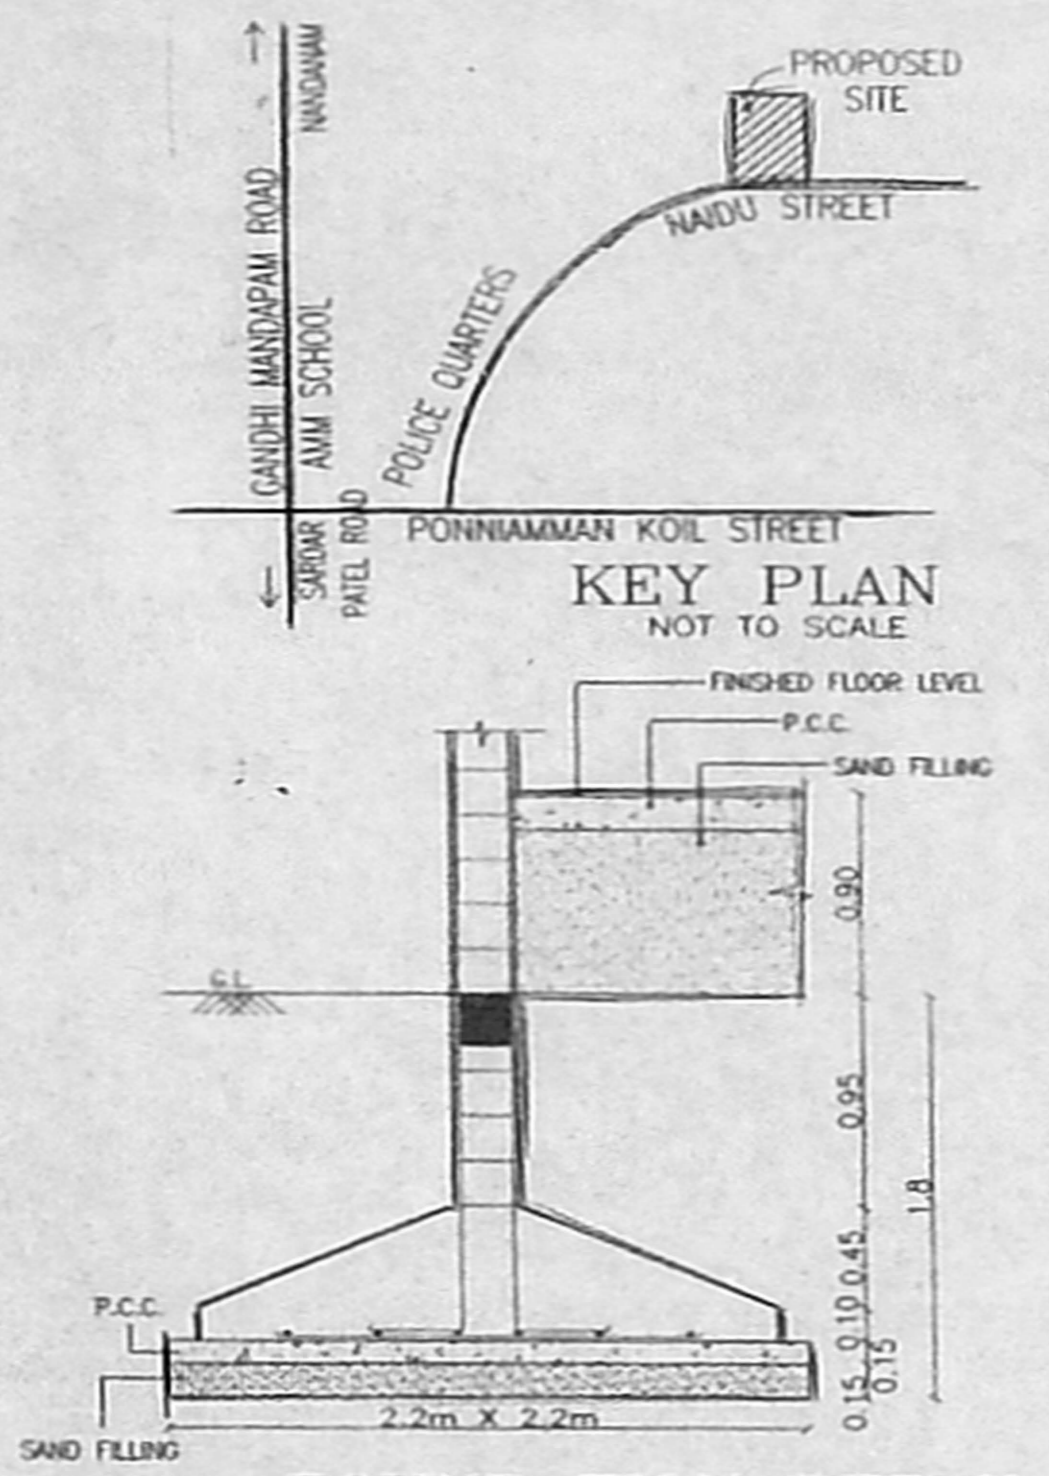 NANDANAM
PROPOSED
SITE
NAIDU STREET
GANDHI MANDAPAM ROAD
AMM SCHOOL
POLICE QUARTERS
SARDAR
PATEL ROAD
PONNIAMMAN KOIL STREET
KEY PLAN
NOT TO SCALE
FINISHED FLOOR LEVEL
P.C.C.
SAND FILLING
0.90
G.L.
0.95
1.8
0.45
0.10
0.15
0.15
P.C.C.
2.2m X 2.2m
SAND FILLING